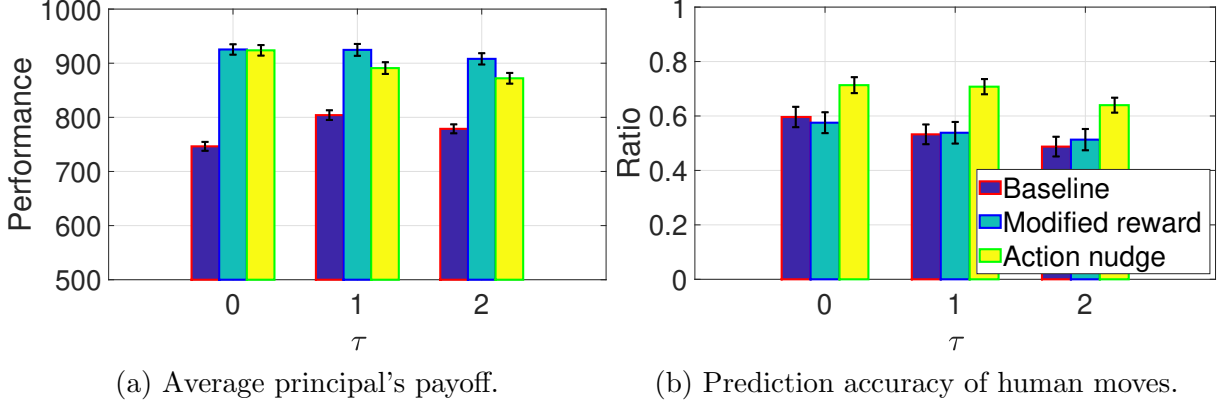 1000
900
800
700
600
500
Performance
0 1 2
τ
(a) Average principal's payoff.
1
0.8
0.6
0.4
0.2
0
Ratio
0 1 2
τ
Baseline
Modified reward
Action nudge
(b) Prediction accuracy of human moves.